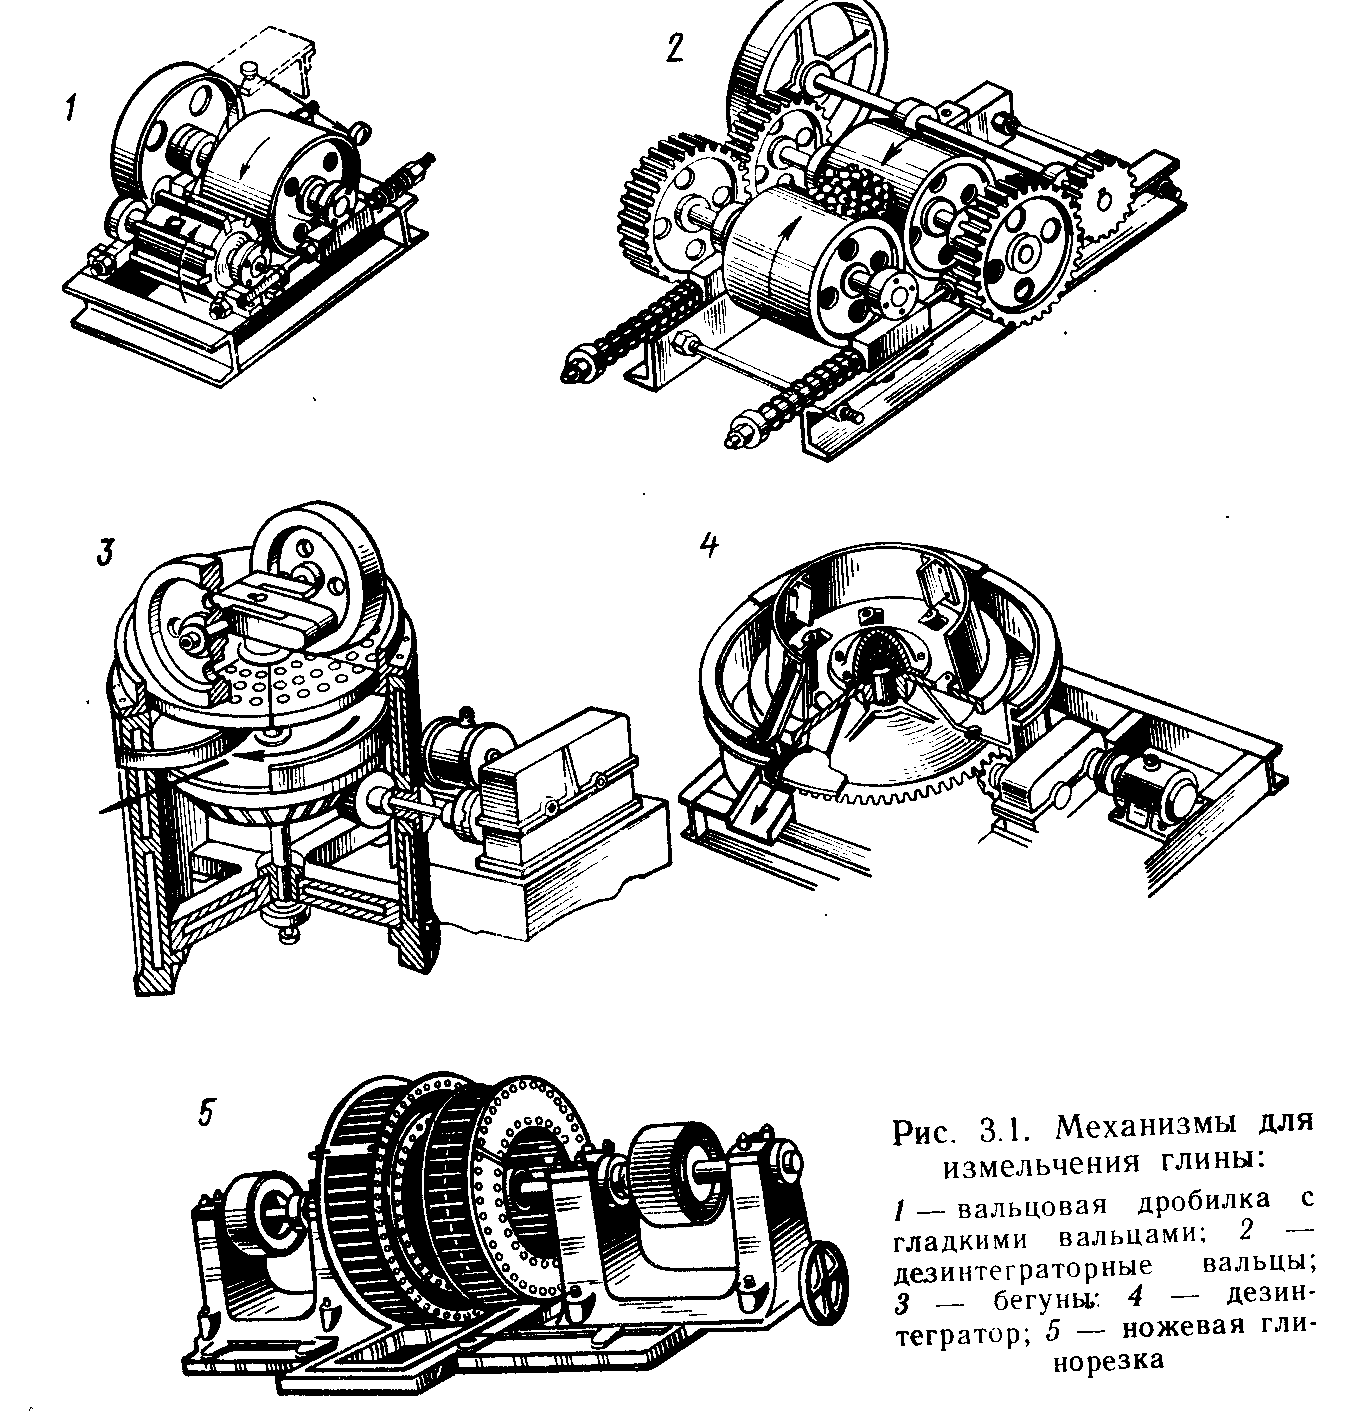 1
2
3
4
5
Рис. 3.1. Механизмы для
измельчения глины:
1 — вальцовая дробилка с
гладкими вальцами; 2 —
дезинтеграторные вальцы;
3 — бегуны; 4 — дезин-
тегратор; 5 — ножевая гли-
норезка